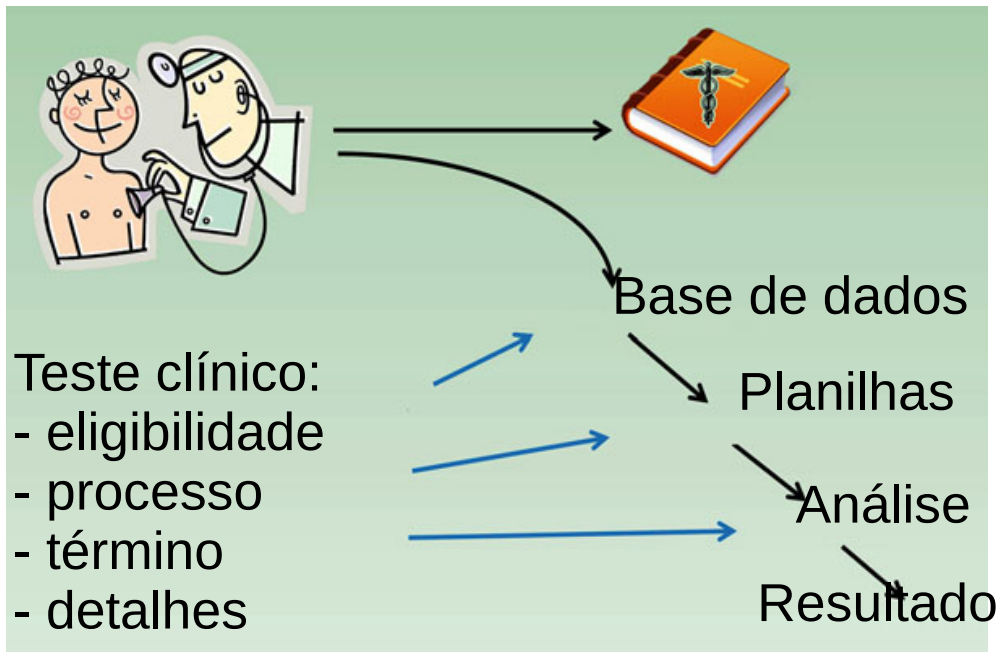 Base de dados
Teste clínico:
- eligibilidade
- processo
- término
- detalhes
Planilhas
Análise
Resultado